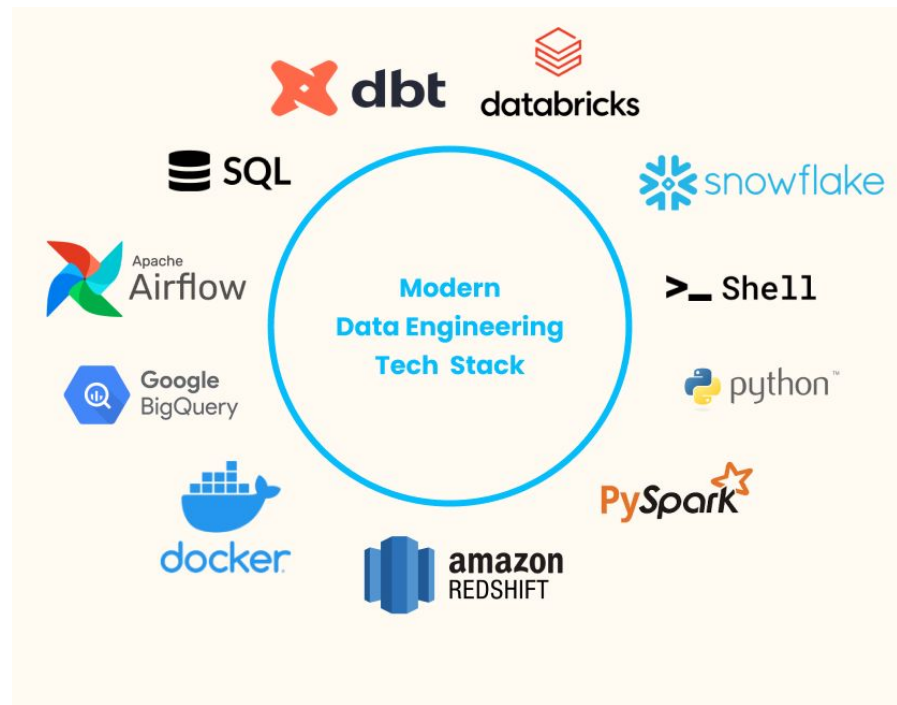 dbt
databricks
SQL
snowflake
Apache
Airflow
Modern
Data Engineering
Tech Stack
>_ Shell
Google
BigQuery
python™
PySpark
docker
amazon
REDSHIFT